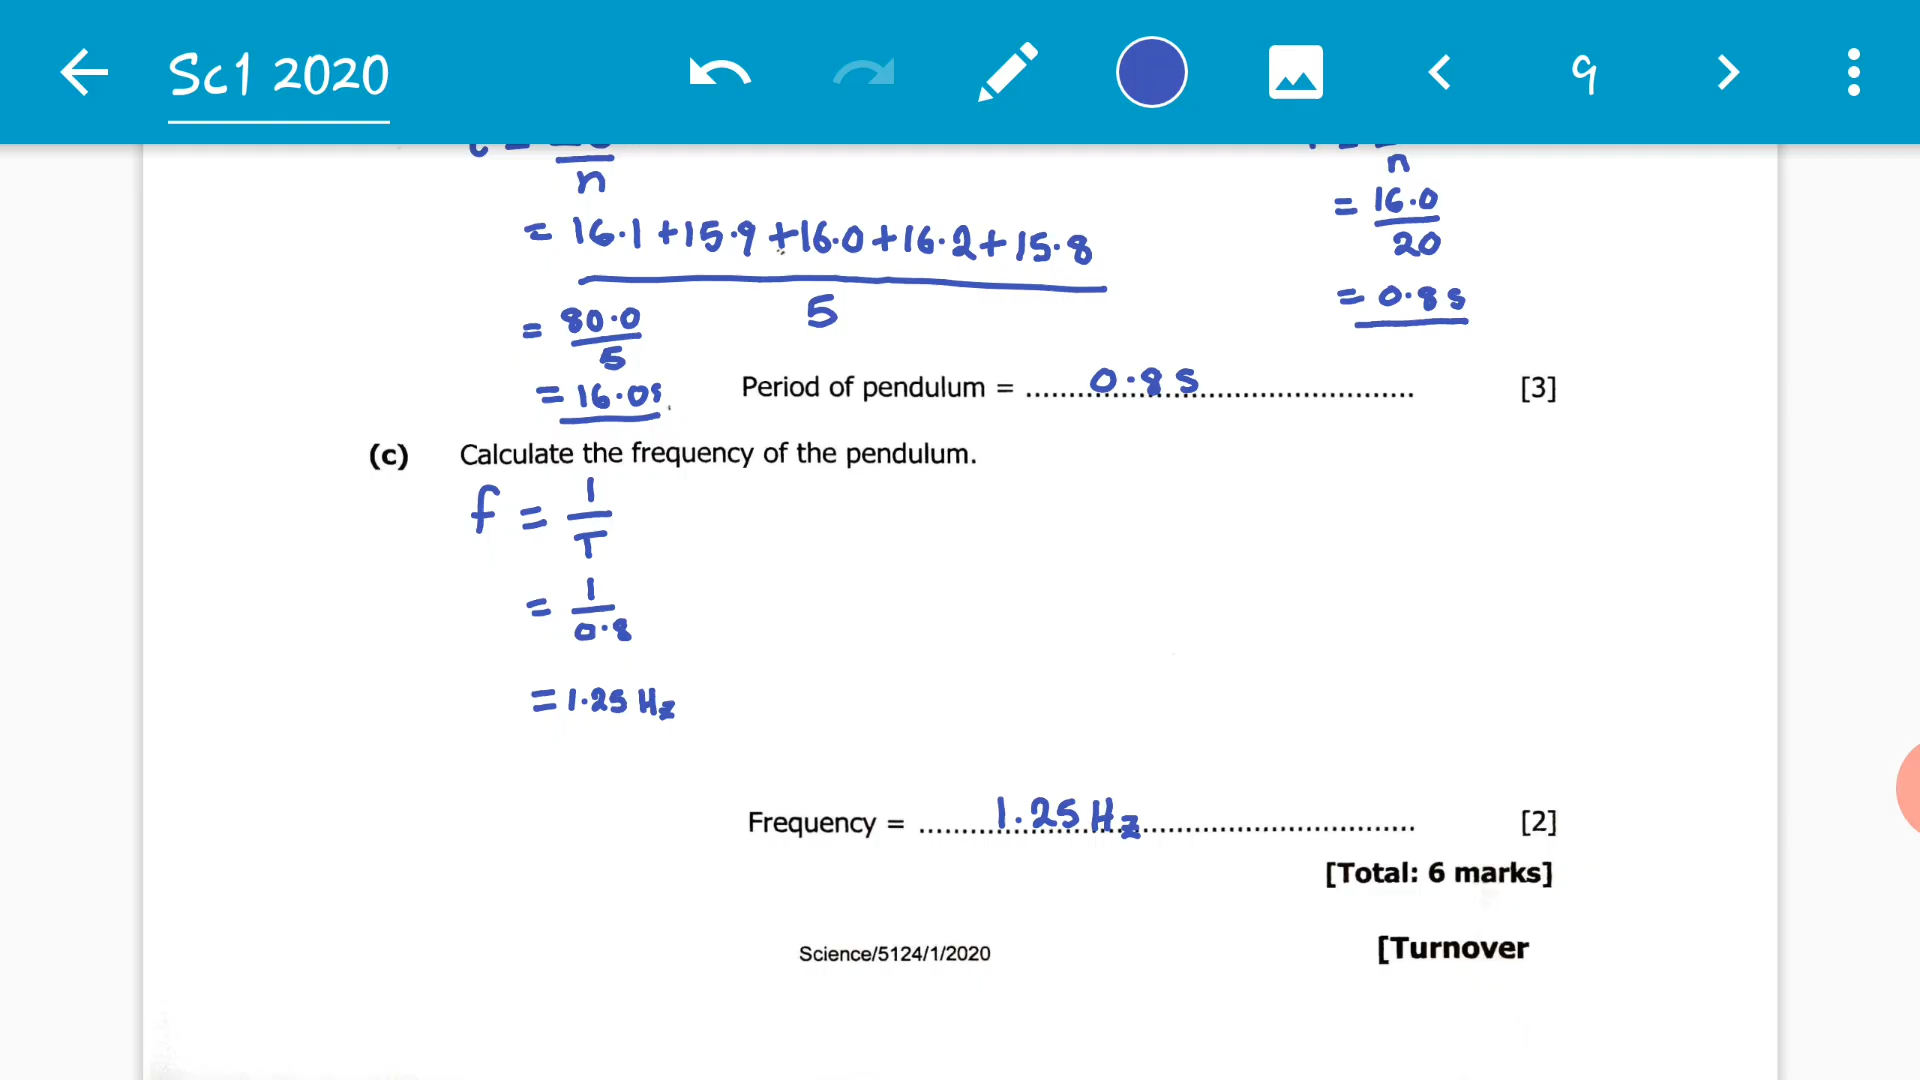 Sc1 2020
9
n
n
= 16.1+15.9+16.0+16.2+15.8
5
= 16.0
20
= 0.8s
= 80.0
5
= 16.0s
Period of pendulum = 0.8s [3]
(c) Calculate the frequency of the pendulum.
f = 1
T
= 1
0.8
= 1.25 Hz
Frequency = 1.25 Hz [2]
[Total: 6 marks]
Science/5124/1/2020
[Turnover